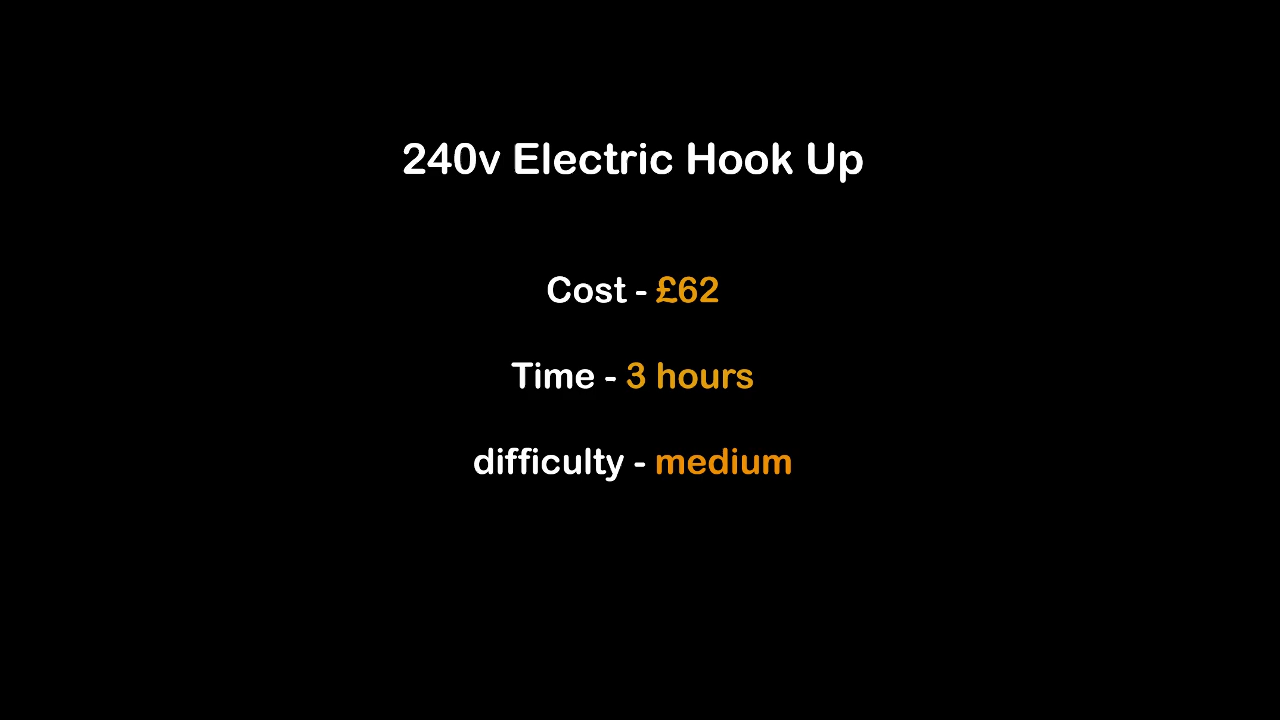 240v Electric Hook Up
Cost - £62
Time - 3 hours
difficulty - medium